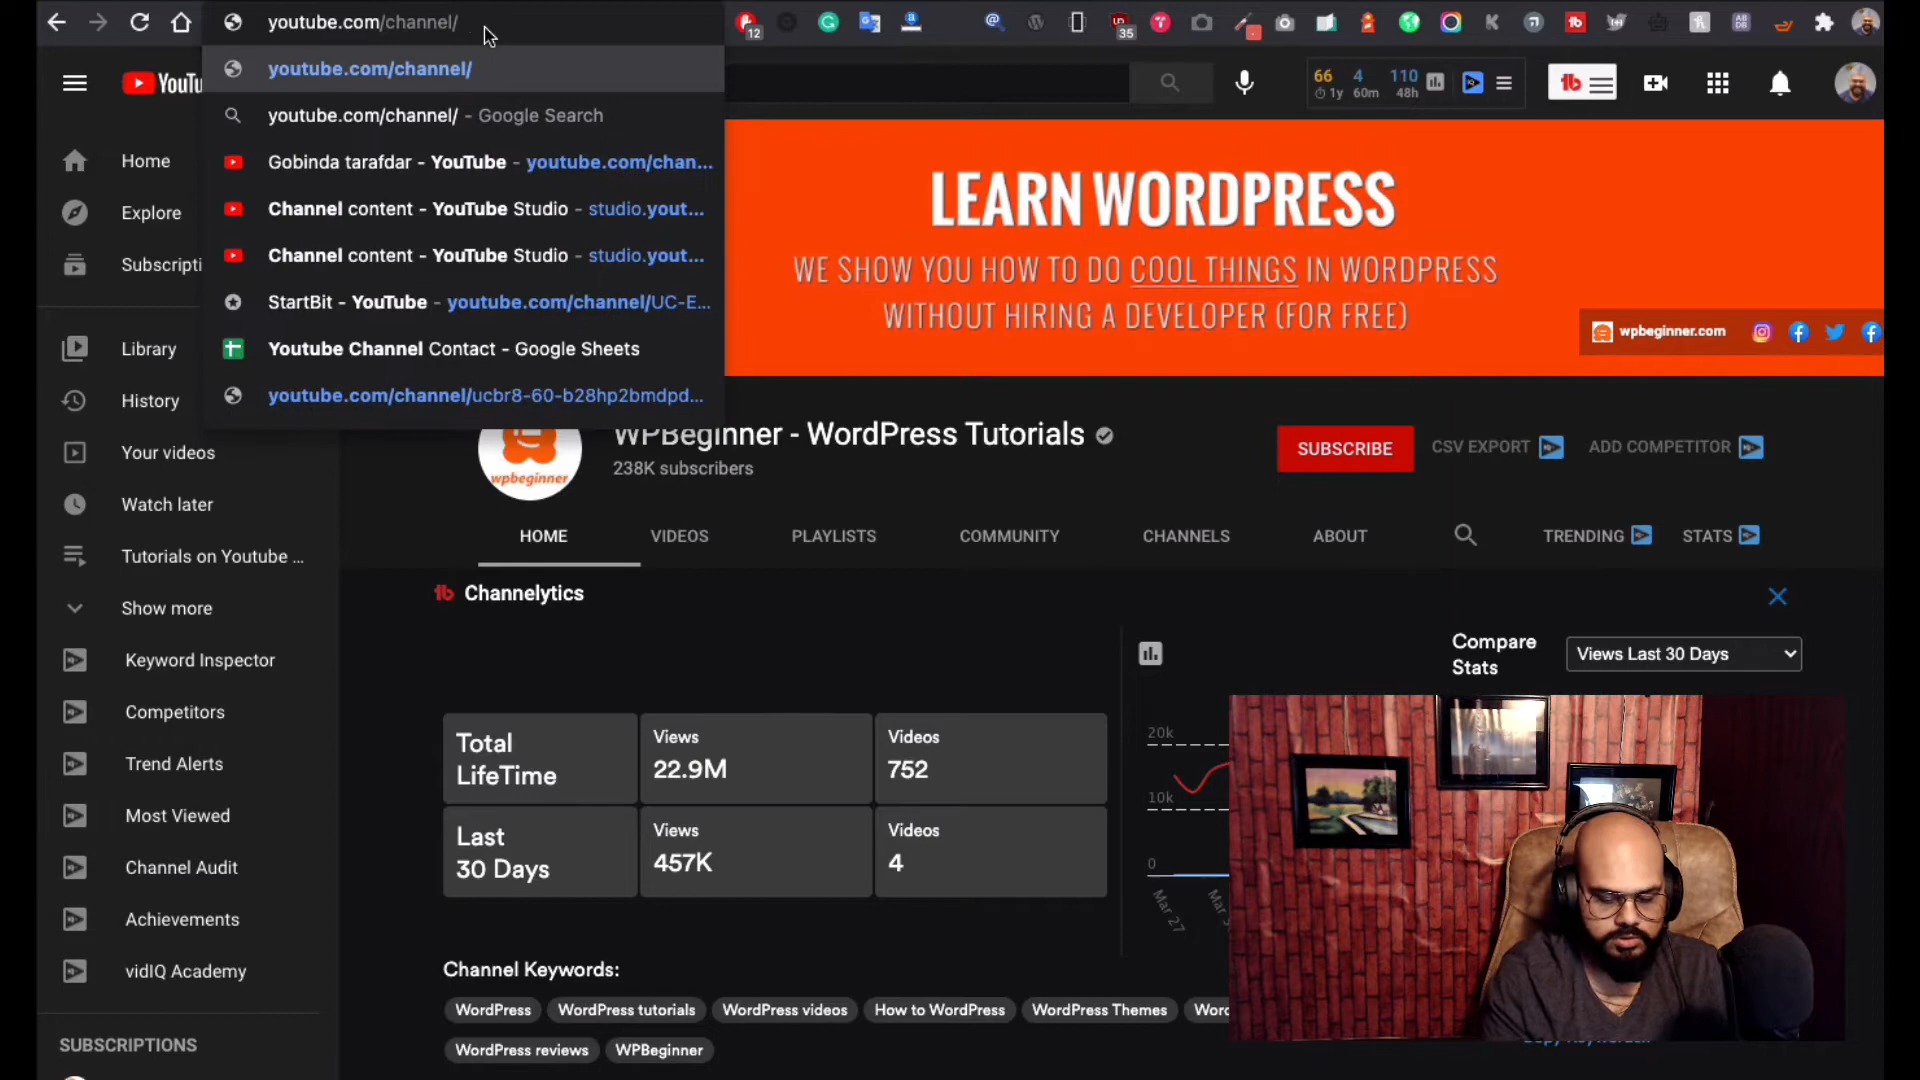 youtube.com/channel/
12
35
youtube.com/channel/
youtube.com/channel/ - Google Search
Gobinda tarafdar - YouTube - youtube.com/chan...
Channel content - YouTube Studio - studio.yout...
Channel content - YouTube Studio - studio.yout...
StartBit - YouTube - youtube.com/channel/UC-E...
Youtube Channel Contact - Google Sheets
youtube.com/channel/ucbr8-60-b28hp2bmdpd...
66 4 110
1y 60m 48h
Home
Explore
Subscripti
Library
History
Your videos
Watch later
Tutorials on Youtube ...
Show more
Keyword Inspector
Competitors
Trend Alerts
Most Viewed
Channel Audit
Achievements
vidIQ Academy
SUBSCRIPTIONS
LEARN WORDPRESS
WE SHOW YOU HOW TO DO COOL THINGS IN WORDPRESS
WITHOUT HIRING A DEVELOPER (FOR FREE)
wpbeginner.com
wpbeginner
WPBeginner - WordPress Tutorials
238K subscribers
SUBSCRIBE
CSV EXPORT
ADD COMPETITOR
HOME
VIDEOS
PLAYLISTS
COMMUNITY
CHANNELS
ABOUT
TRENDING
STATS
Channelytics
Compare
Stats
Views Last 30 Days
Total
LifeTime
Views
22.9M
Videos
752
Last
30 Days
Views
457K
Videos
4
20k
10k
0
Mar 27
Channel Keywords:
WordPress
WordPress tutorials
WordPress videos
How to WordPress
WordPress Themes
WordPress reviews
WPBeginner